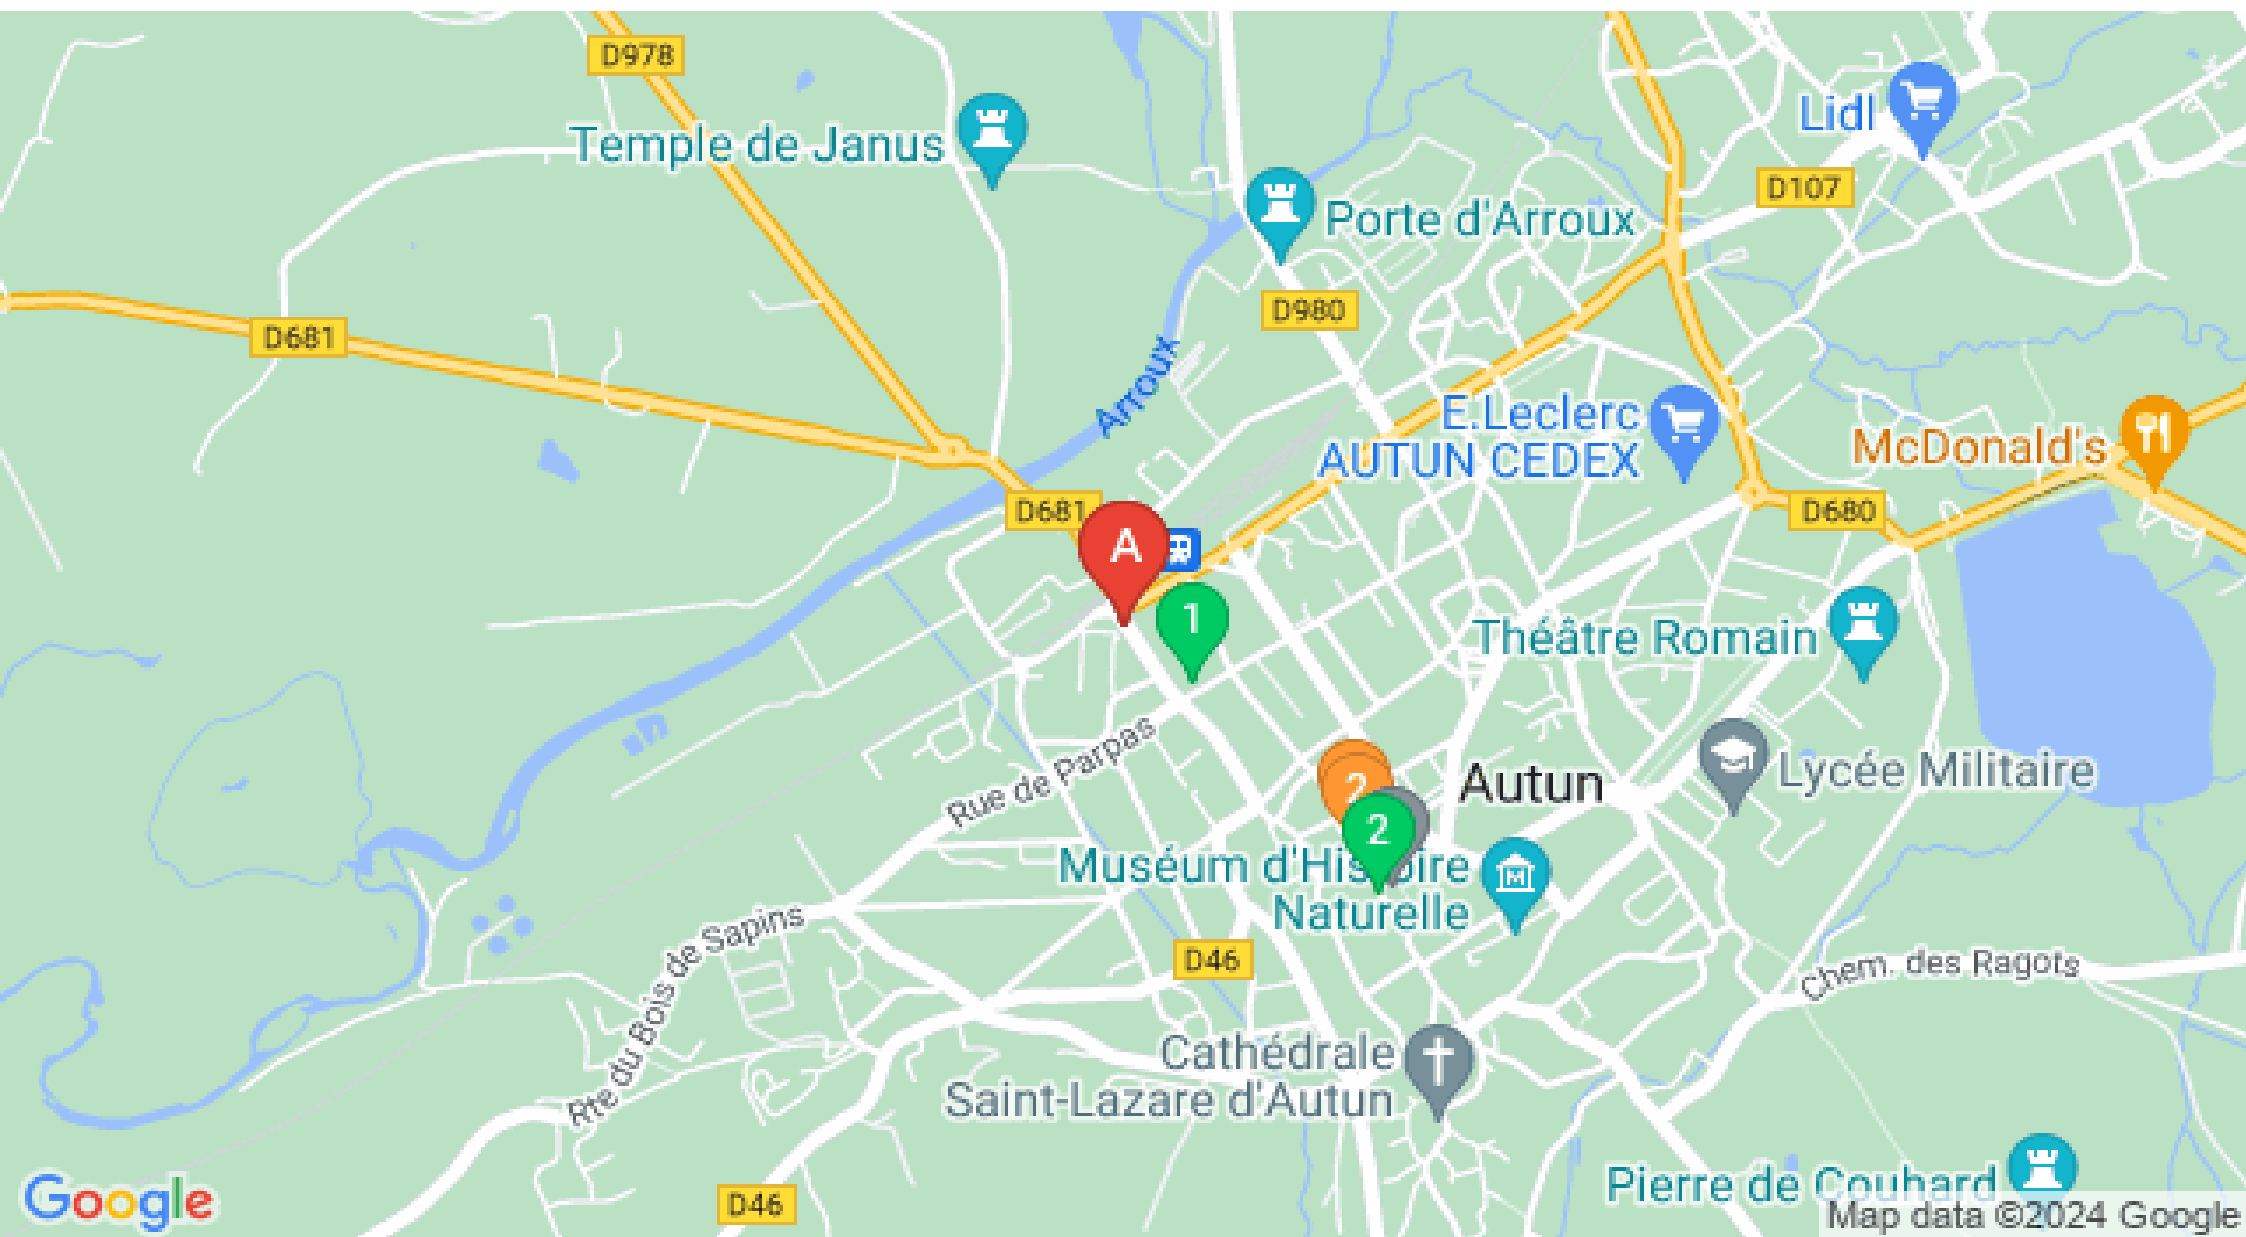 D978
Lidl
Temple de Janus
D107
Porte d'Arroux
D980
D681
Arroux
E.Leclerc
AUTUN CEDEX
McDonald's
D681
D680
A
1
Théâtre Romain
Rue de Parpas
2
Autun
Lycée Militaire
2
Muséum d'Histoire
Naturelle
Rte du Bois de Sapins
D46
Chem. des Ragots
Cathédrale
Saint-Lazare d'Autun
Pierre de Couhard
D46
Google
Map data ©2024 Google